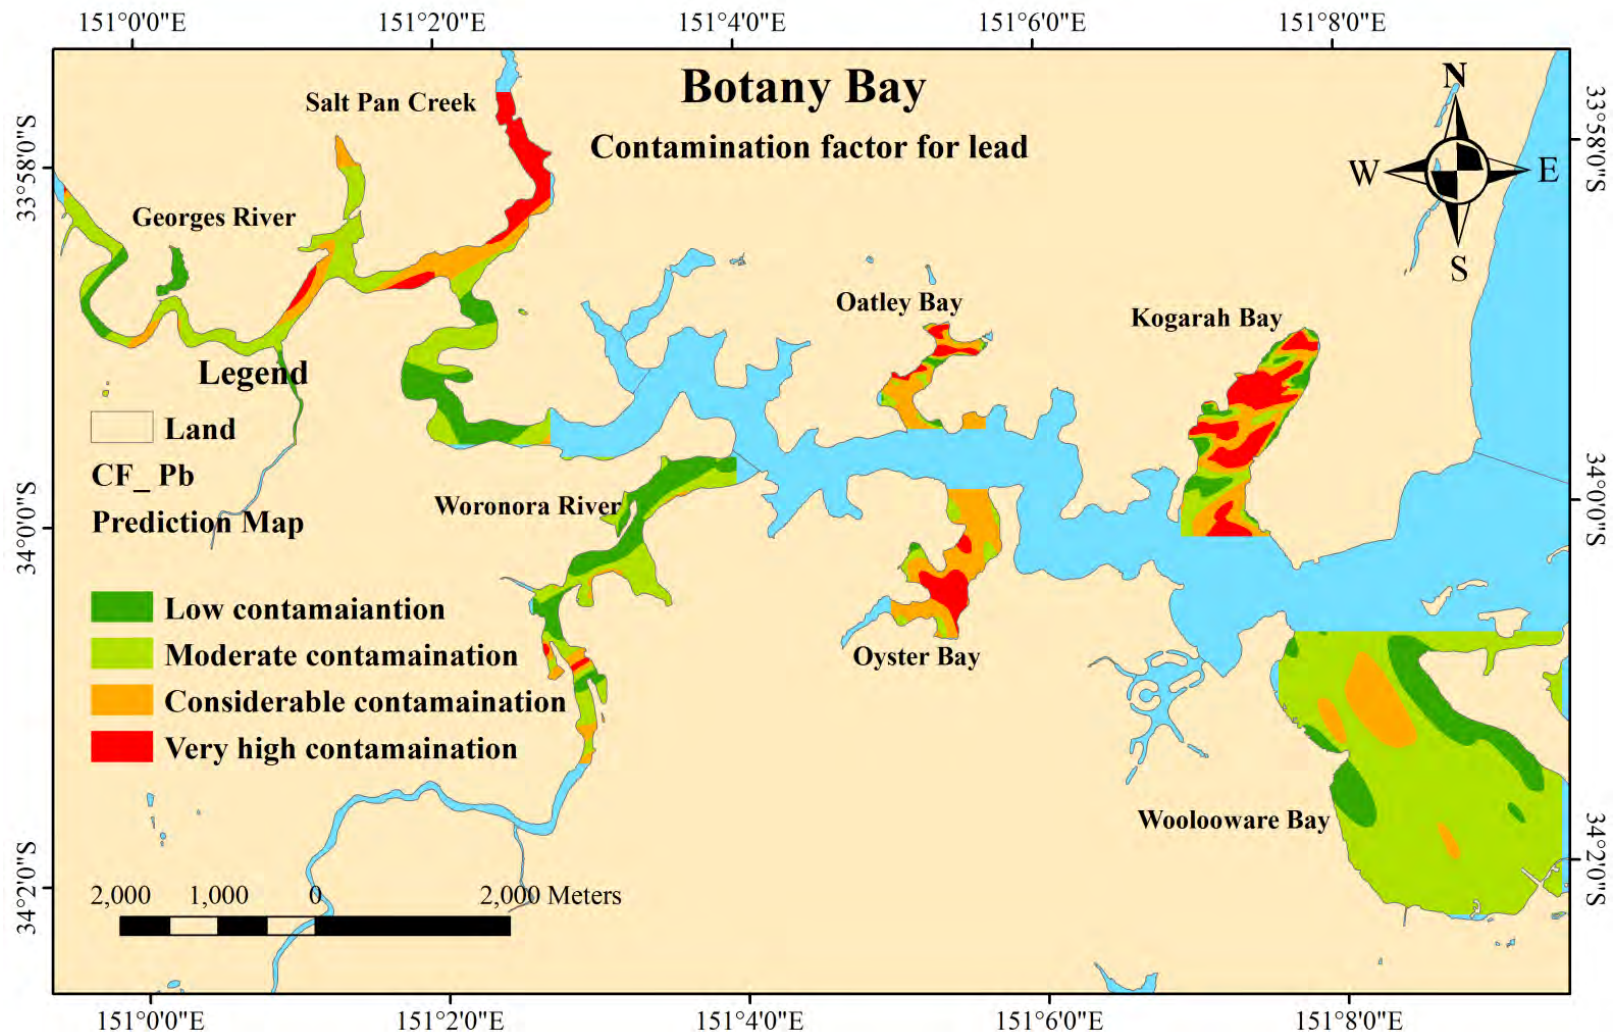 151°0'0"E 151°2'0"E 151°4'0"E 151°6'0"E 151°8'0"E
Botany Bay
Contamination factor for lead
N
W E
S
33°58'0"S
33°58'0"S
Salt Pan Creek
Georges River
Oatley Bay
Kogarah Bay
Legend
Land
CF_ Pb
Prediction Map
Woronora River
34°0'0"S
34°0'0"S
Low contamaiantion
Moderate contamaination
Considerable contamaination
Very high contamaination
Oyster Bay
Woolooware Bay
34°2'0"S
34°2'0"S
2,000 1,000 0 2,000 Meters
151°0'0"E 151°2'0"E 151°4'0"E 151°6'0"E 151°8'0"E